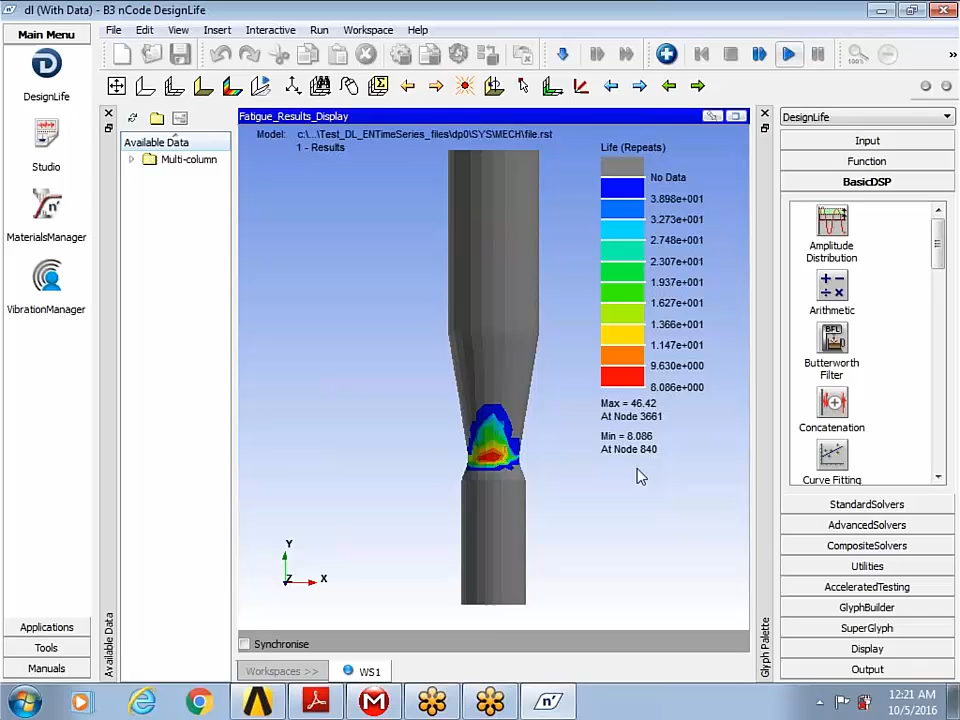 dl (With Data) - B3 nCode DesignLife
Main Menu
File Edit View Insert Interactive Run Workspace Help
DesignLife
Studio
MaterialsManager
VibrationManager
Applications
Tools
Manuals
Available Data
Multi-column
Available Data
Fatigue_Results_Display
Model: c:\...\Test_DL_ENTimeSeries_files\dp0\SYS\MECH\file.rst
1 - Results
Life (Repeats)
No Data
3.898e+001
3.273e+001
2.748e+001
2.307e+001
1.937e+001
1.627e+001
1.366e+001
1.147e+001
9.630e+000
8.086e+000
Max = 46.42
At Node 3661
Min = 8.086
At Node 840
Y
Z
X
Synchronise
Workspaces >>
WS1
Glyph Palette
DesignLife
Input
Function
BasicDSP
Amplitude
Distribution
Arithmetic
BFL
Butterworth
Filter
Concatenation
Curve Fitting
StandardSolvers
AdvancedSolvers
CompositeSolvers
Utilities
AcceleratedTesting
GlyphBuilder
SuperGlyph
Display
Output
12:21 AM
10/5/2016